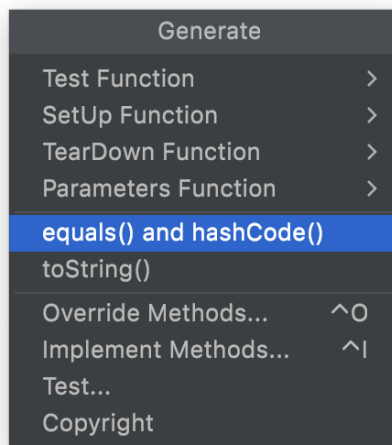 Generate
Test Function >
SetUp Function >
TearDown Function >
Parameters Function >
equals() and hashCode()
toString()
Override Methods... ^O
Implement Methods... ^I
Test...
Copyright